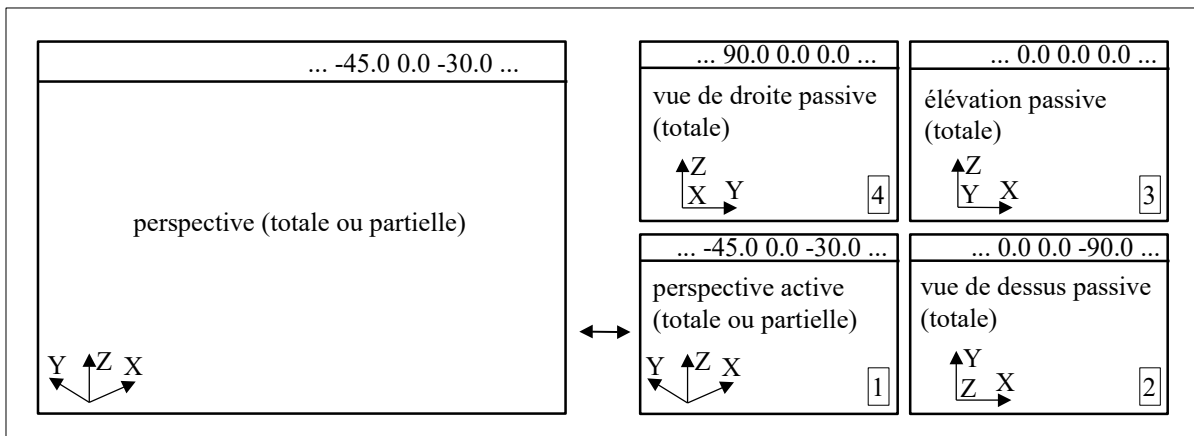 ... -45.0 0.0 -30.0 ...
perspective (totale ou partielle)
Y Z X
... 90.0 0.0 0.0 ...
vue de droite passive
(totale)
Z
X Y
4
... 0.0 0.0 0.0 ...
élévation passive
(totale)
Z
Y X
3
... -45.0 0.0 -30.0 ...
perspective active
(totale ou partielle)
Y Z X
1
... 0.0 0.0 -90.0 ...
vue de dessus passive
(totale)
Y
Z X
2